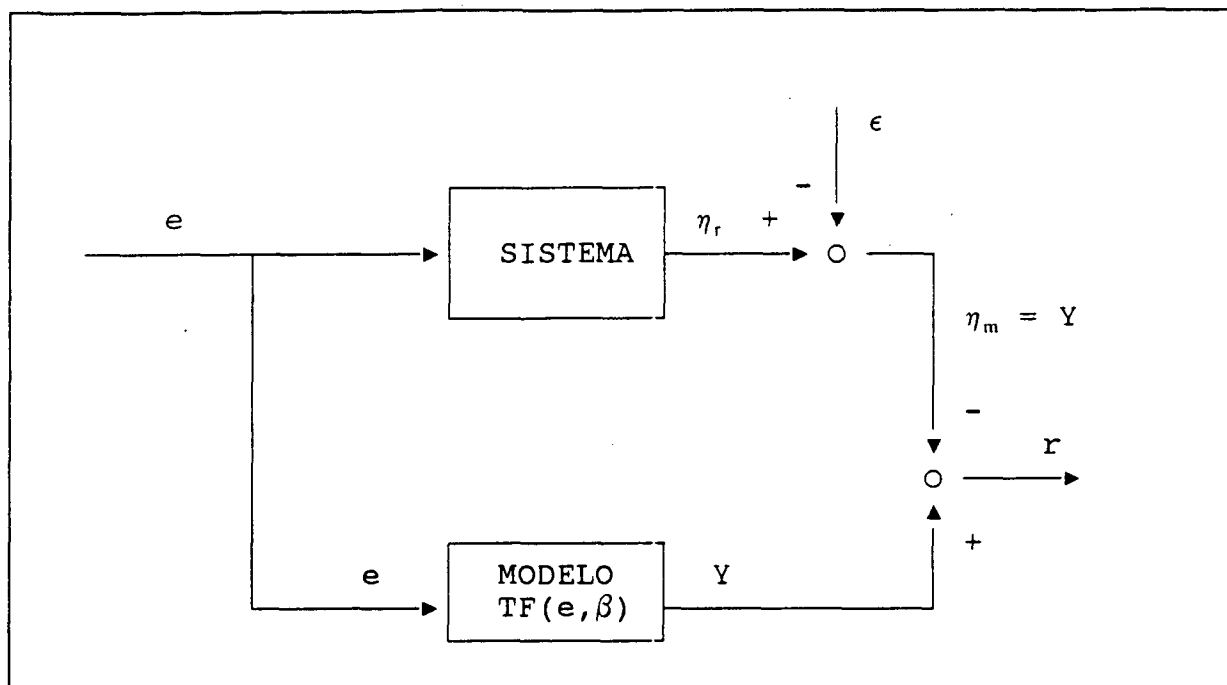 ϵ
-
e
η_r +
SISTEMA
η_m = Y
-
r
+
e
MODELO
TF(e,β)
Y